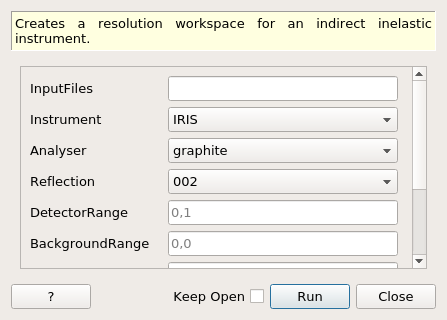 Creates a resolution workspace for an indirect inelastic
instrument.
InputFiles
Instrument IRIS
Analyser graphite
Reflection 002
DetectorRange 0,1
BackgroundRange 0,0
? Keep Open Run Close